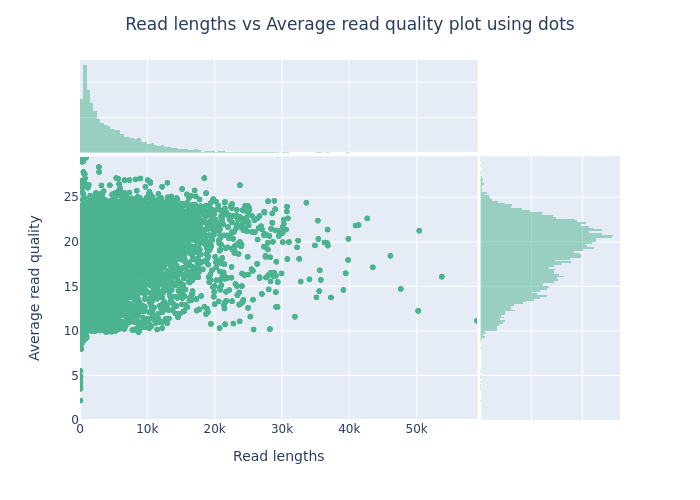 Read lengths vs Average read quality plot using dots
25
20
15
10
5
0
0 10k 20k 30k 40k 50k
Average read quality
Read lengths